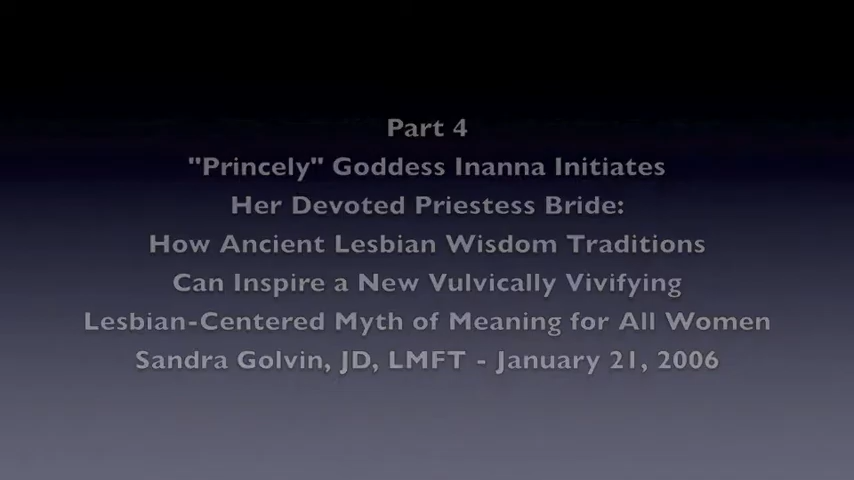 Part 4
"Princely" Goddess Inanna Initiates
Her Devoted Priestess Bride:
How Ancient Lesbian Wisdom Traditions
Can Inspire a New Vulvically Vivifying
Lesbian-Centered Myth of Meaning for All Women
Sandra Golvin, JD, LMFT - January 21, 2006